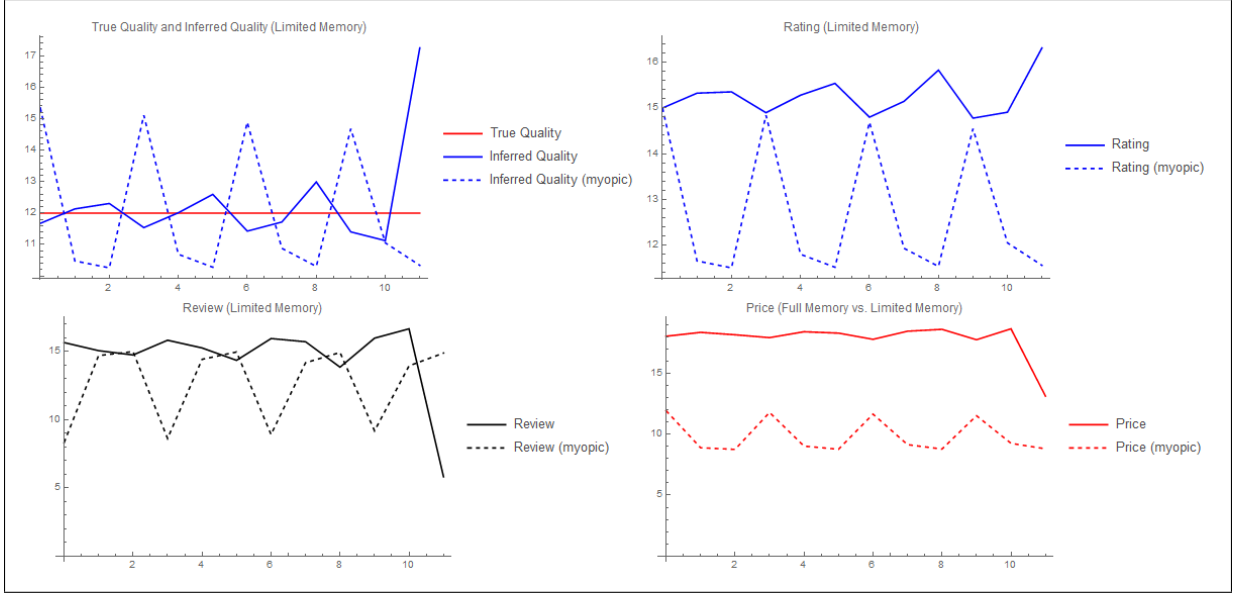 True Quality and Inferred Quality (Limited Memory)
17
16
15
14
13
12
11
2
4
6
8
10
True Quality
Inferred Quality
Inferred Quality (myopic)
Rating (Limited Memory)
16
15
14
13
12
2
4
6
8
10
Rating
Rating (myopic)
Review (Limited Memory)
15
10
5
2
4
6
8
10
Review
Review (myopic)
Price (Full Memory vs. Limited Memory)
15
10
5
2
4
6
8
10
Price
Price (myopic)